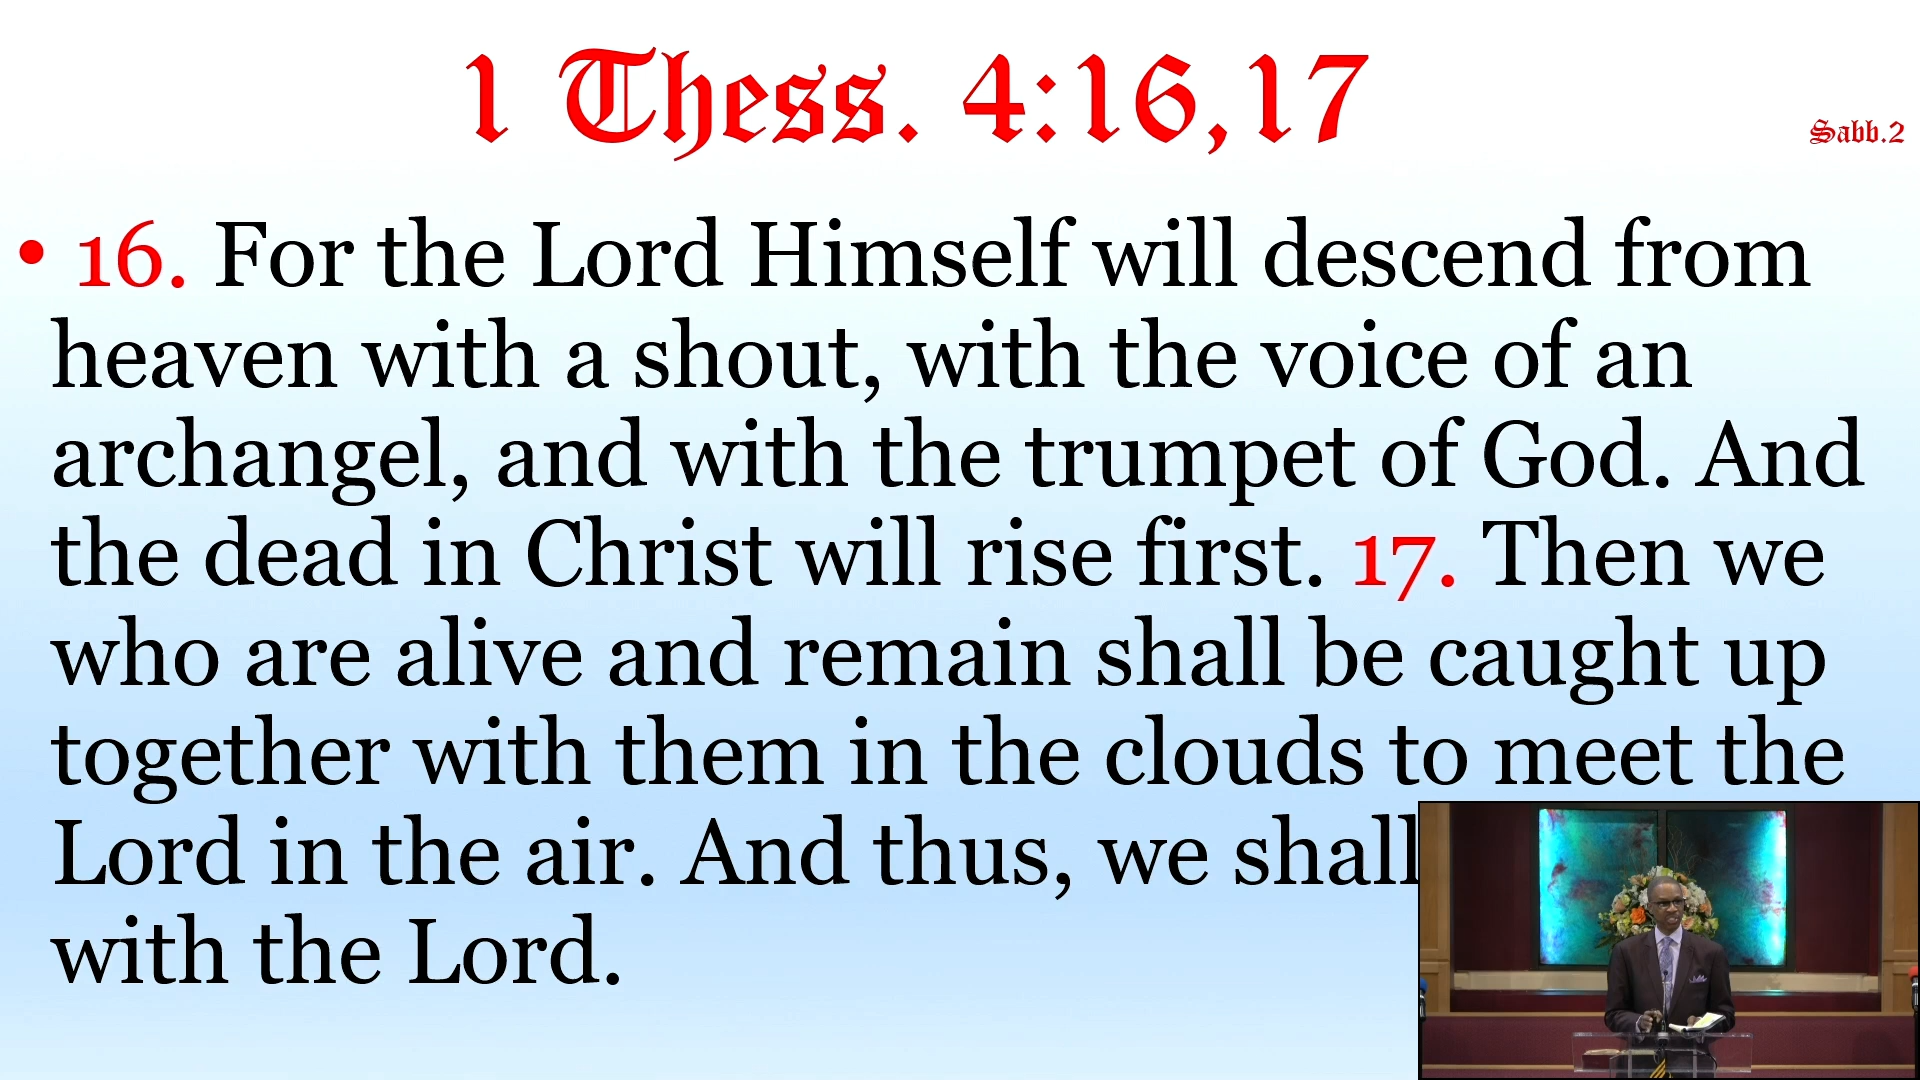 1 Thess. 4:16,17
Sabb.2
• 16. For the Lord Himself will descend from
heaven with a shout, with the voice of an
archangel, and with the trumpet of God. And
the dead in Christ will rise first. 17. Then we
who are alive and remain shall be caught up
together with them in the clouds to meet the
Lord in the air. And thus, we shall
with the Lord.